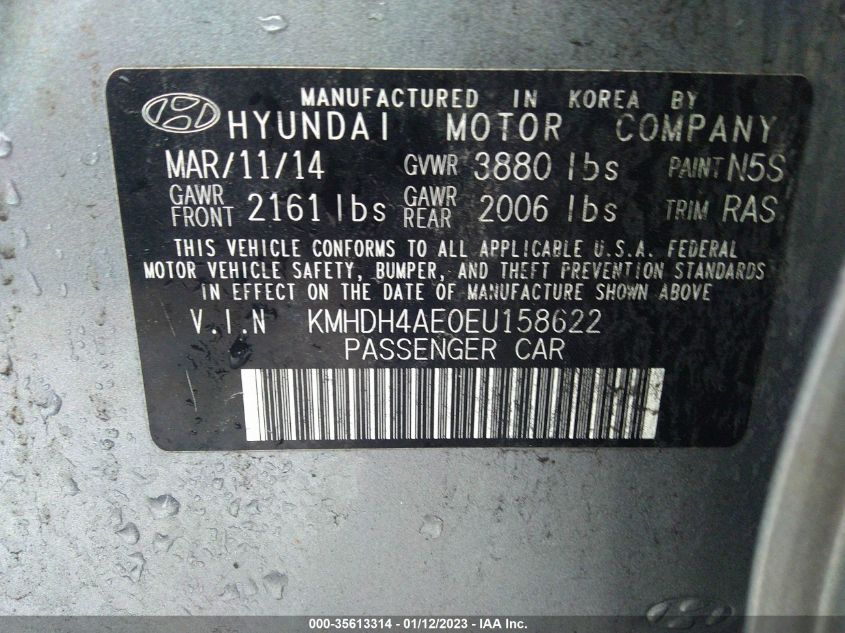 MANUFACTURED IN KOREA BY
HYUNDAI MOTOR COMPANY
MAR/11/14 GVWR 3880 lbs PAINT N5S
GAWR FRONT 2161 lbs GAWR REAR 2006 lbs TRIM RAS
THIS VEHICLE CONFORMS TO ALL APPLICABLE U.S.A. FEDERAL
MOTOR VEHICLE SAFETY, BUMPER, AND THEFT PREVENTION STANDARDS
IN EFFECT ON THE DATE OF MANUFACTURE SHOWN ABOVE
V.I.N KMHDH4AE0EU158622
PASSENGER CAR
000-35613314 - 01/12/2023 - IAA Inc.